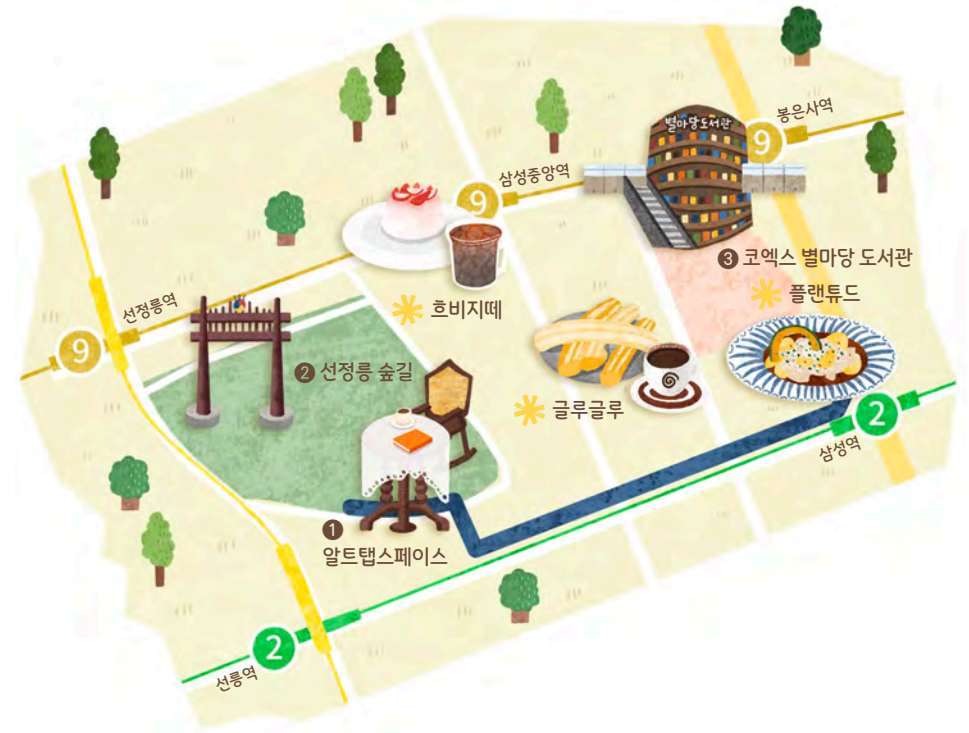 봉은사역
9
별마당도서관
삼성중앙역
9
❸ 코엑스 별마당 도서관
플랜튜드
선정릉역
9
흐비지떼
❷ 선정릉 숲길
글루글루
2
삼성역
❶
알트탭스페이스
2
선릉역